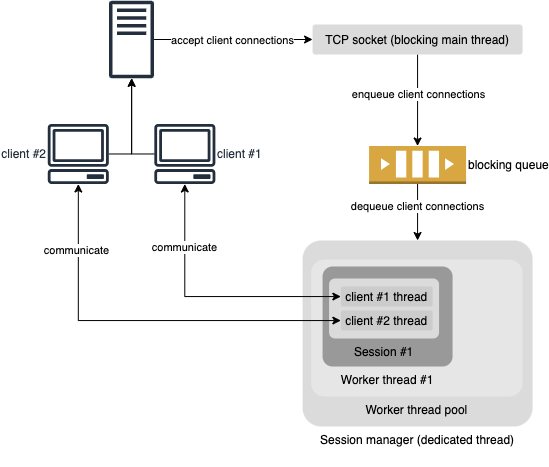 accept client connections
TCP socket (blocking main thread)
enqueue client connections
client #2
client #1
blocking queue
dequeue client connections
communicate
communicate
client #1 thread
client #2 thread
Session #1
Worker thread #1
Worker thread pool
Session manager (dedicated thread)